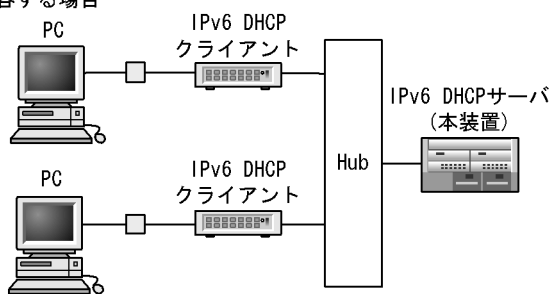 する場合
PC
IPv6 DHCP
クライアント
Hub
IPv6 DHCPサーバ
(本装置)
PC
IPv6 DHCP
クライアント